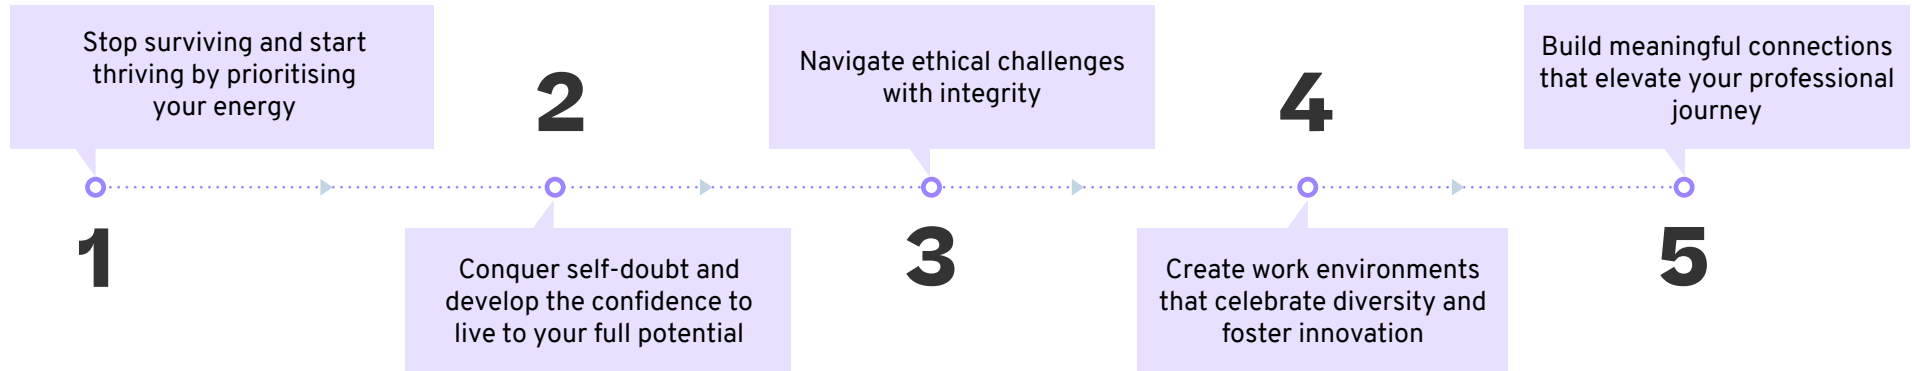 1
Stop surviving and start
thriving by prioritising
your energy
2
Conquer self-doubt and
develop the confidence to
live to your full potential
3
Navigate ethical challenges
with integrity
4
Create work environments
that celebrate diversity and
foster innovation
5
Build meaningful connections
that elevate your professional
journey